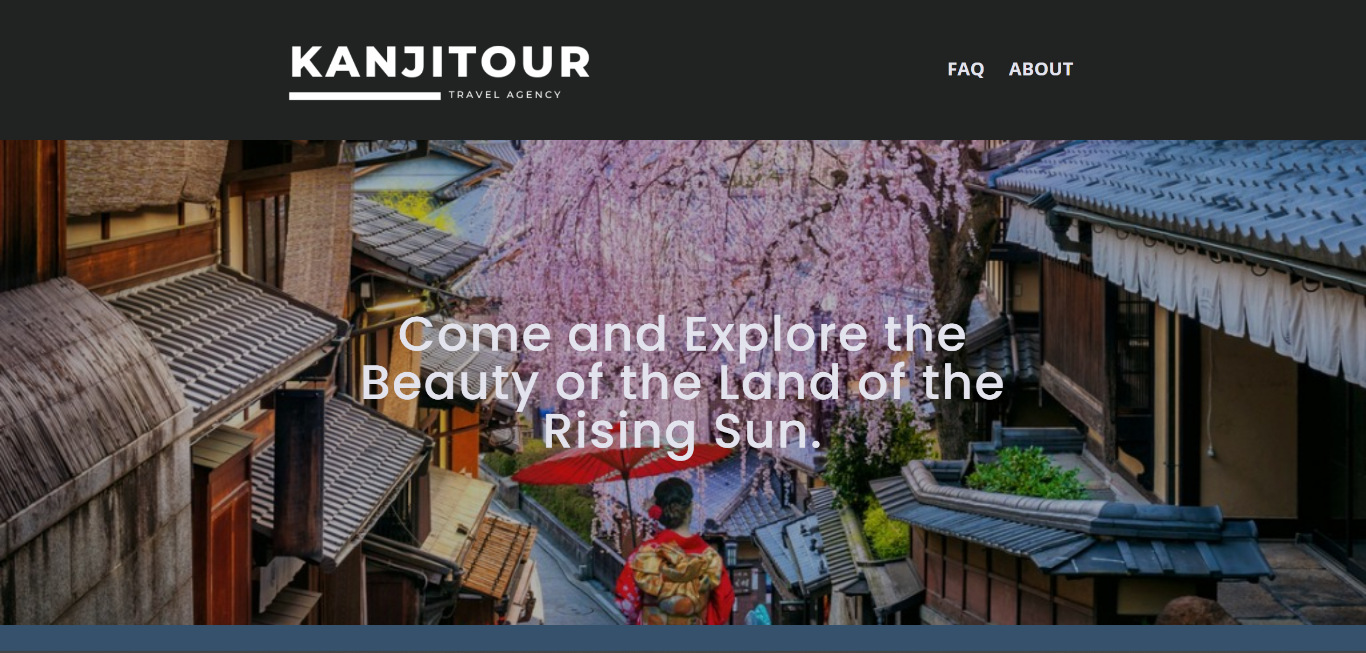 KANJITOUR
TRAVEL AGENCY
FAQ ABOUT
Come and Explore the
Beauty of the Land of the
Rising Sun.